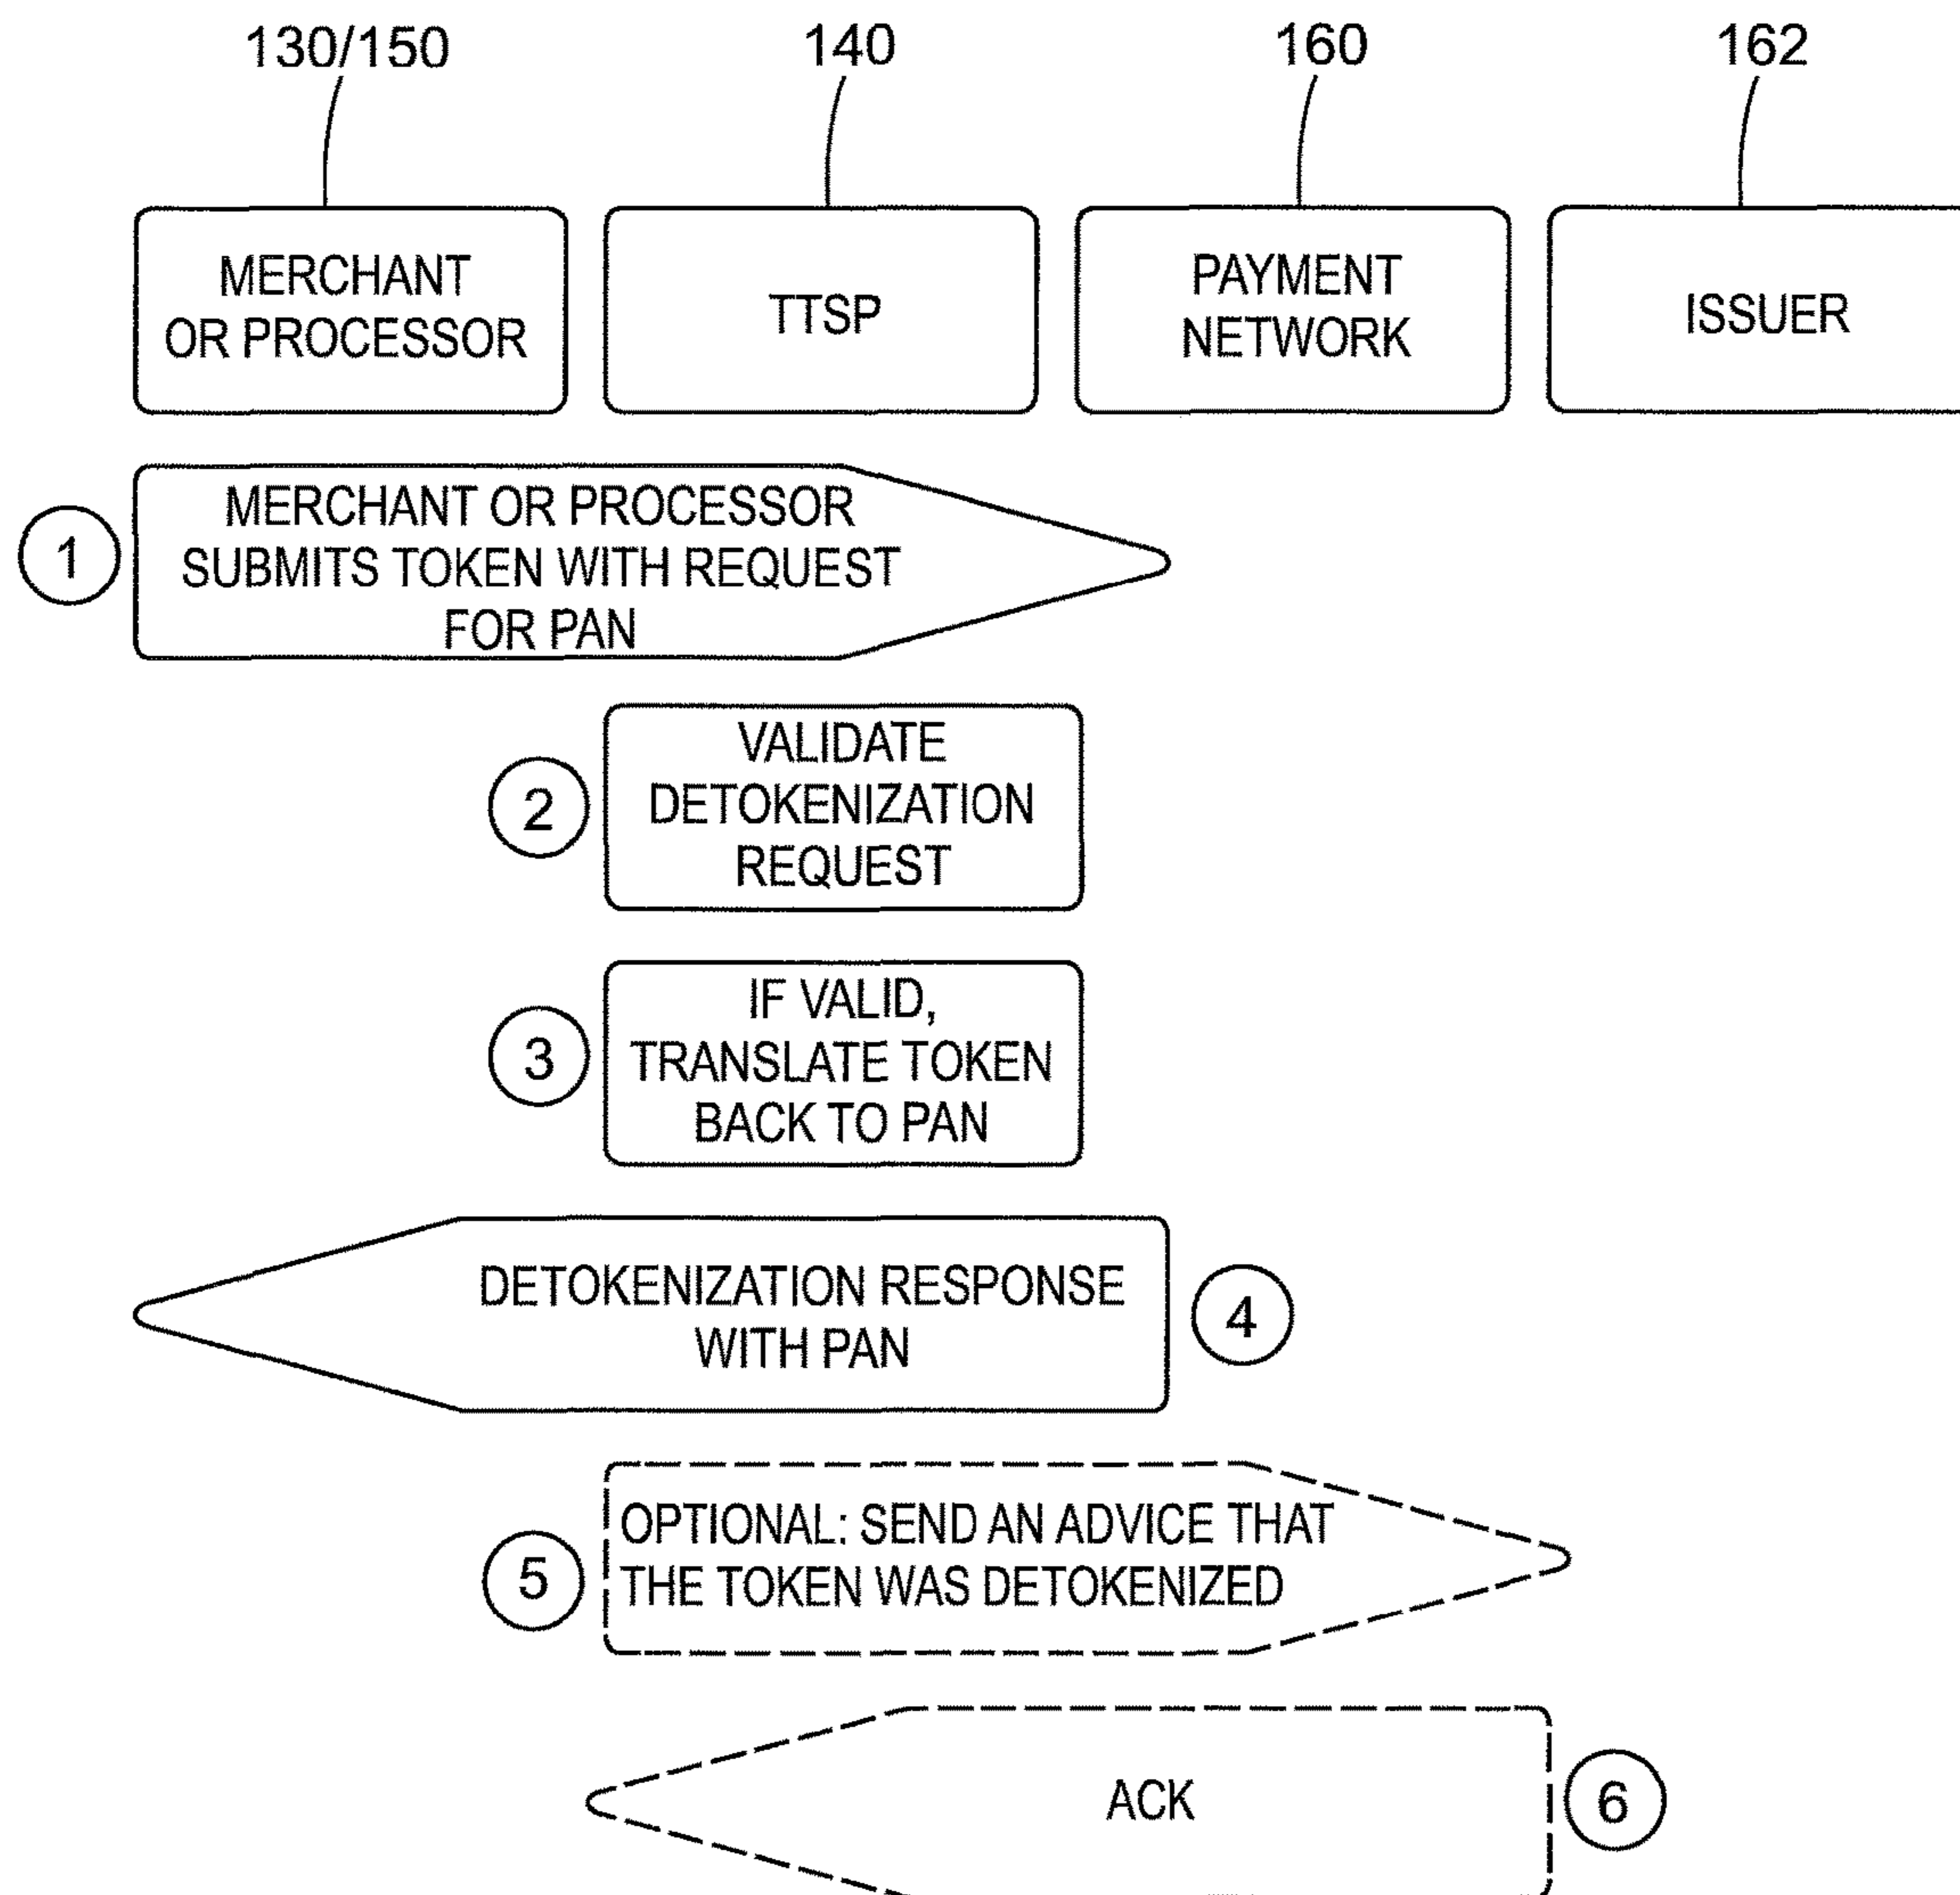 130/150
140
160
162
MERCHANT
OR PROCESSOR
TTSP
PAYMENT
NETWORK
ISSUER
1
MERCHANT OR PROCESSOR
SUBMITS TOKEN WITH REQUEST
FOR PAN
2
VALIDATE
DETOKENIZATION
REQUEST
3
IF VALID,
TRANSLATE TOKEN
BACK TO PAN
DETOKENIZATION RESPONSE
WITH PAN
4
5
OPTIONAL: SEND AN ADVICE THAT
THE TOKEN WAS DETOKENIZED
ACK
6